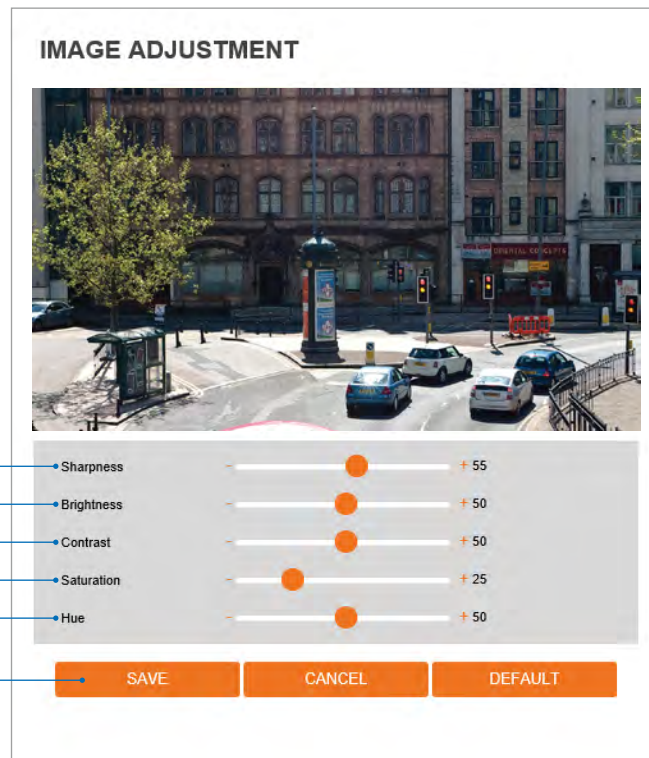 IMAGE ADJUSTMENT
ORIENTAL CONCEPTS
Sharpness - + 55
Brightness - + 50
Contrast - + 50
Saturation - + 25
Hue - + 50
SAVE CANCEL DEFAULT